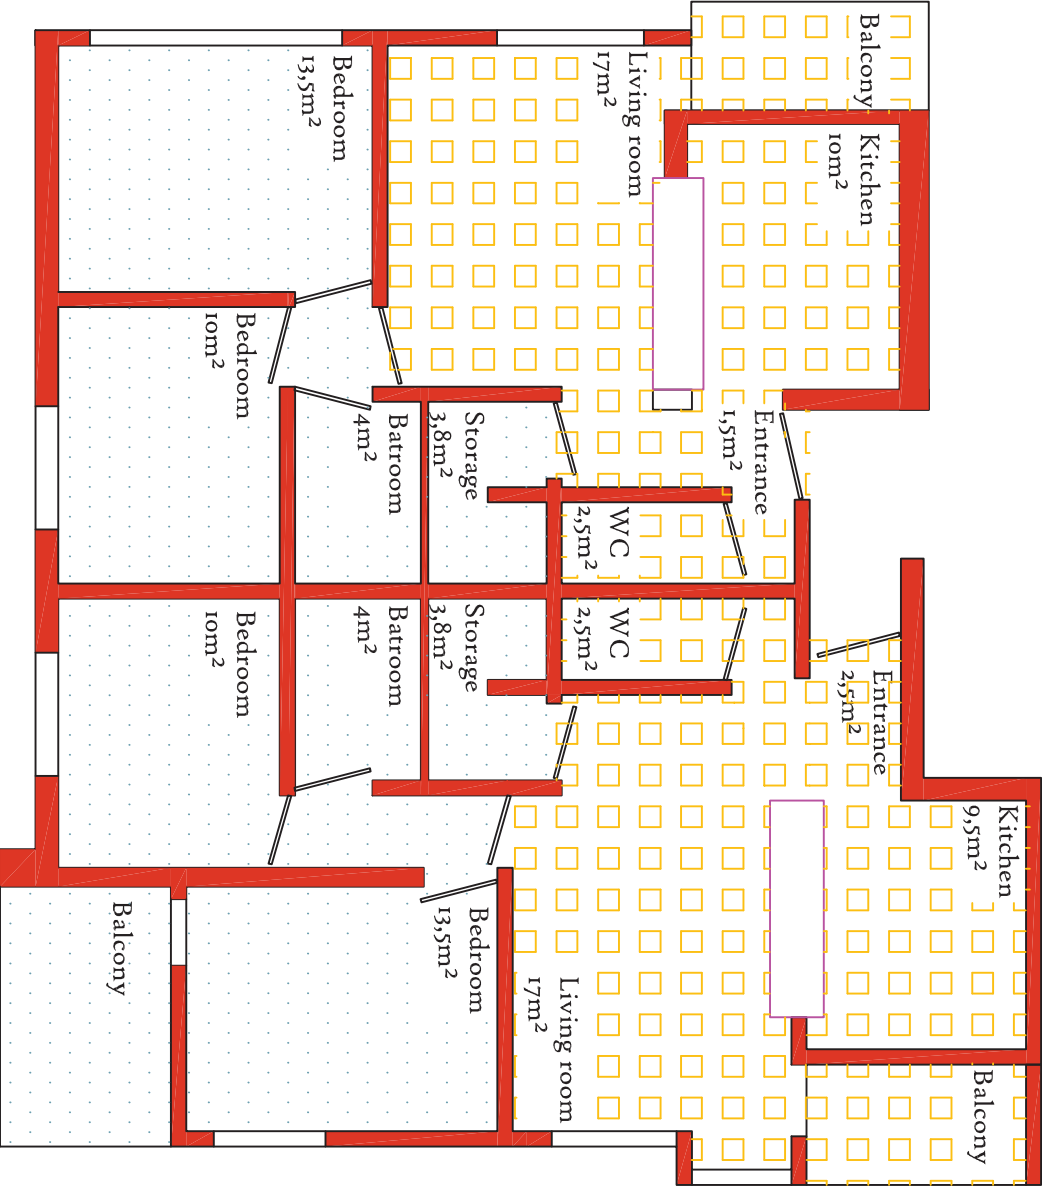 Balcony
Kitchen
10m²
Living room
17m²
Bedroom
13,5m²
Bedroom
10m²
Batroom
4m²
Storage
3,8m²
Entrance
1,5m²
WC
2,5m²
WC
2,5m²
Storage
3,8m²
Batroom
4m²
Bedroom
10m²
Entrance
2,5m²
Kitchen
9,5m²
Balcony
Bedroom
13,5m²
Living room
17m²
Balcony